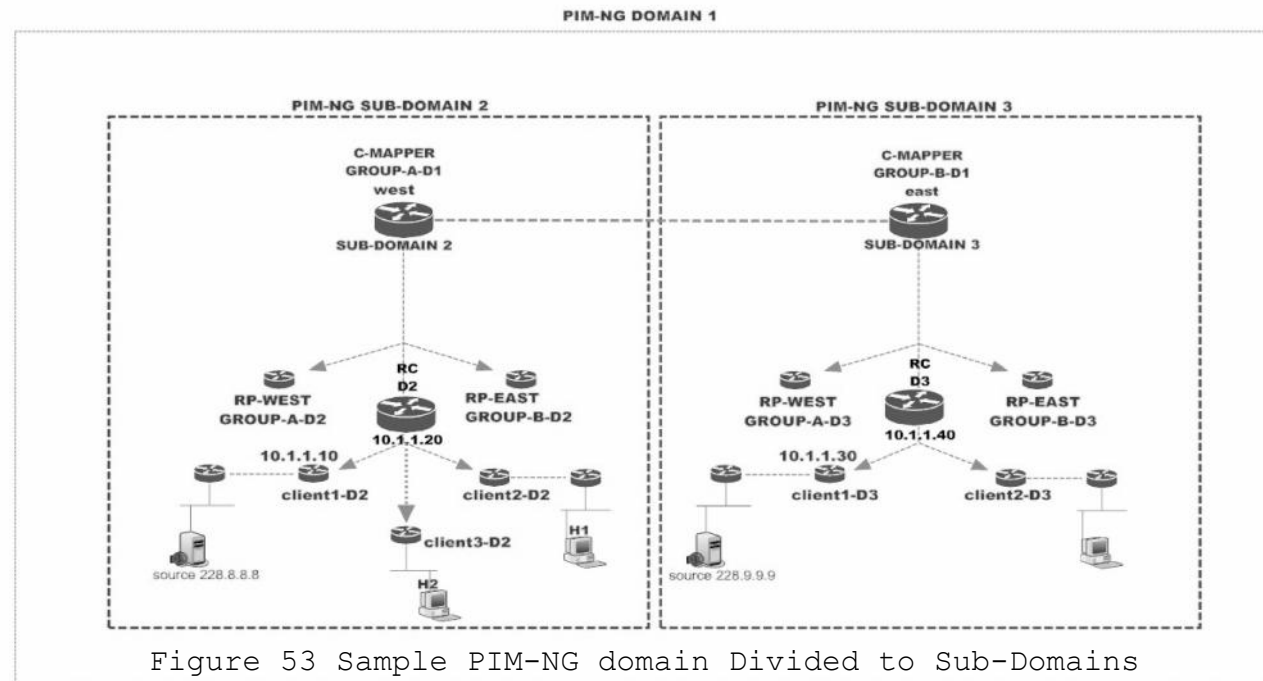 PIM-NG DOMAIN 1
PIM-NG SUB-DOMAIN 2
PIM-NG SUB-DOMAIN 3
C-MAPPER
GROUP-A-D1
west
SUB-DOMAIN 2
C-MAPPER
GROUP-B-D1
east
SUB-DOMAIN 3
RP-WEST
GROUP-A-D2
RC
D2
10.1.1.20
RP-EAST
GROUP-B-D2
RP-WEST
GROUP-A-D3
RC
D3
10.1.1.40
RP-EAST
GROUP-B-D3
10.1.1.10
client1-D2
client2-D2
10.1.1.30
client1-D3
client2-D3
client3-D2
H1
H2
source 228.8.8.8
source 228.9.9.9
Figure 53 Sample PIM-NG domain Divided to Sub-Domains